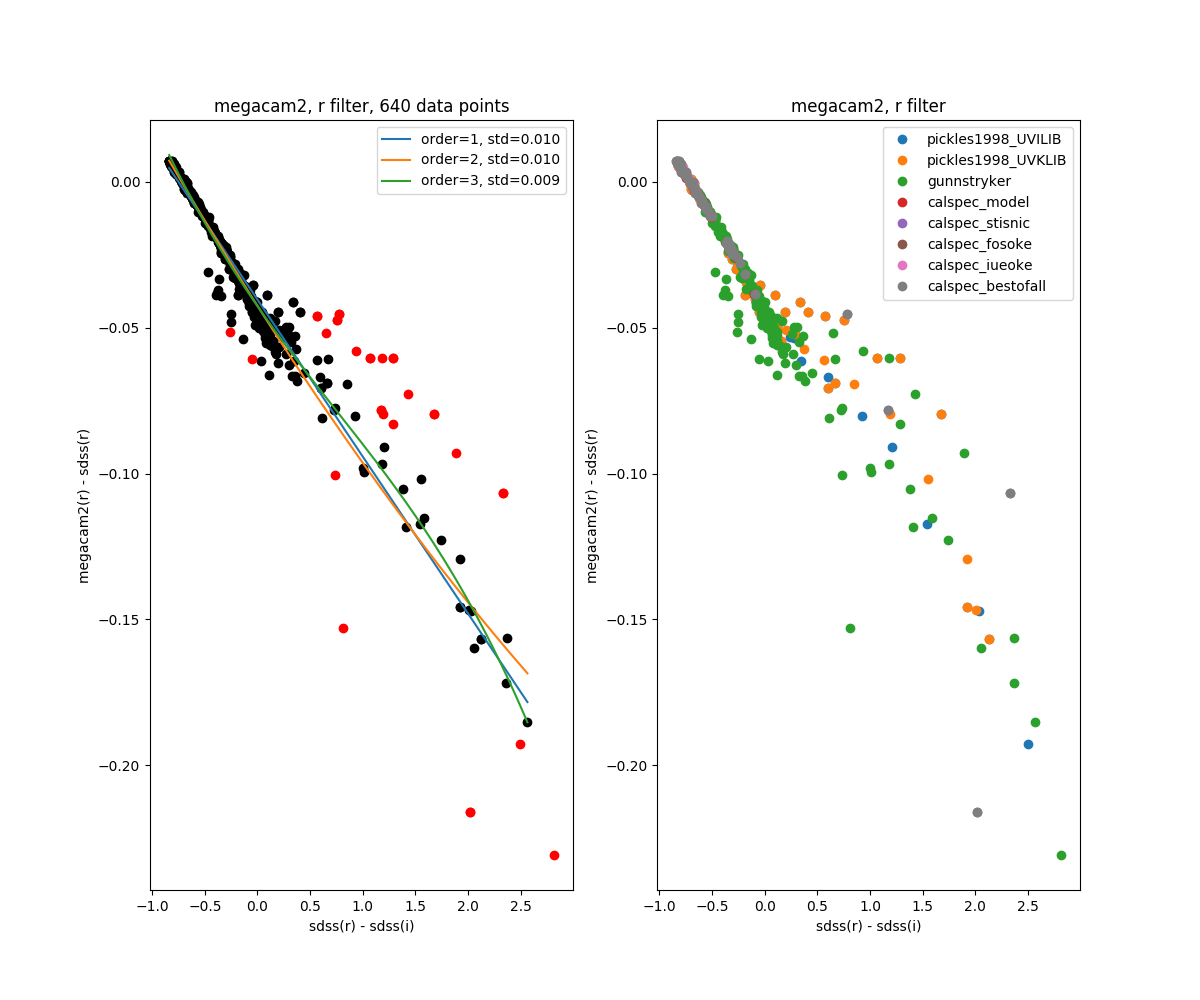 megacam2, r filter, 640 data points
order=1, std=0.010
order=2, std=0.010
order=3, std=0.009
0.00
−0.05
−0.10
−0.15
−0.20
megacam2(r) - sdss(r)
−1.0 −0.5 0.0 0.5 1.0 1.5 2.0 2.5
sdss(r) - sdss(i)
megacam2, r filter
pickles1998_UVILIB
pickles1998_UVKLIB
gunnstryker
calspec_model
calspec_stisnic
calspec_fosoke
calspec_iueoke
calspec_bestofall
0.00
−0.05
−0.10
−0.15
−0.20
megacam2(r) - sdss(r)
−1.0 −0.5 0.0 0.5 1.0 1.5 2.0 2.5
sdss(r) - sdss(i)